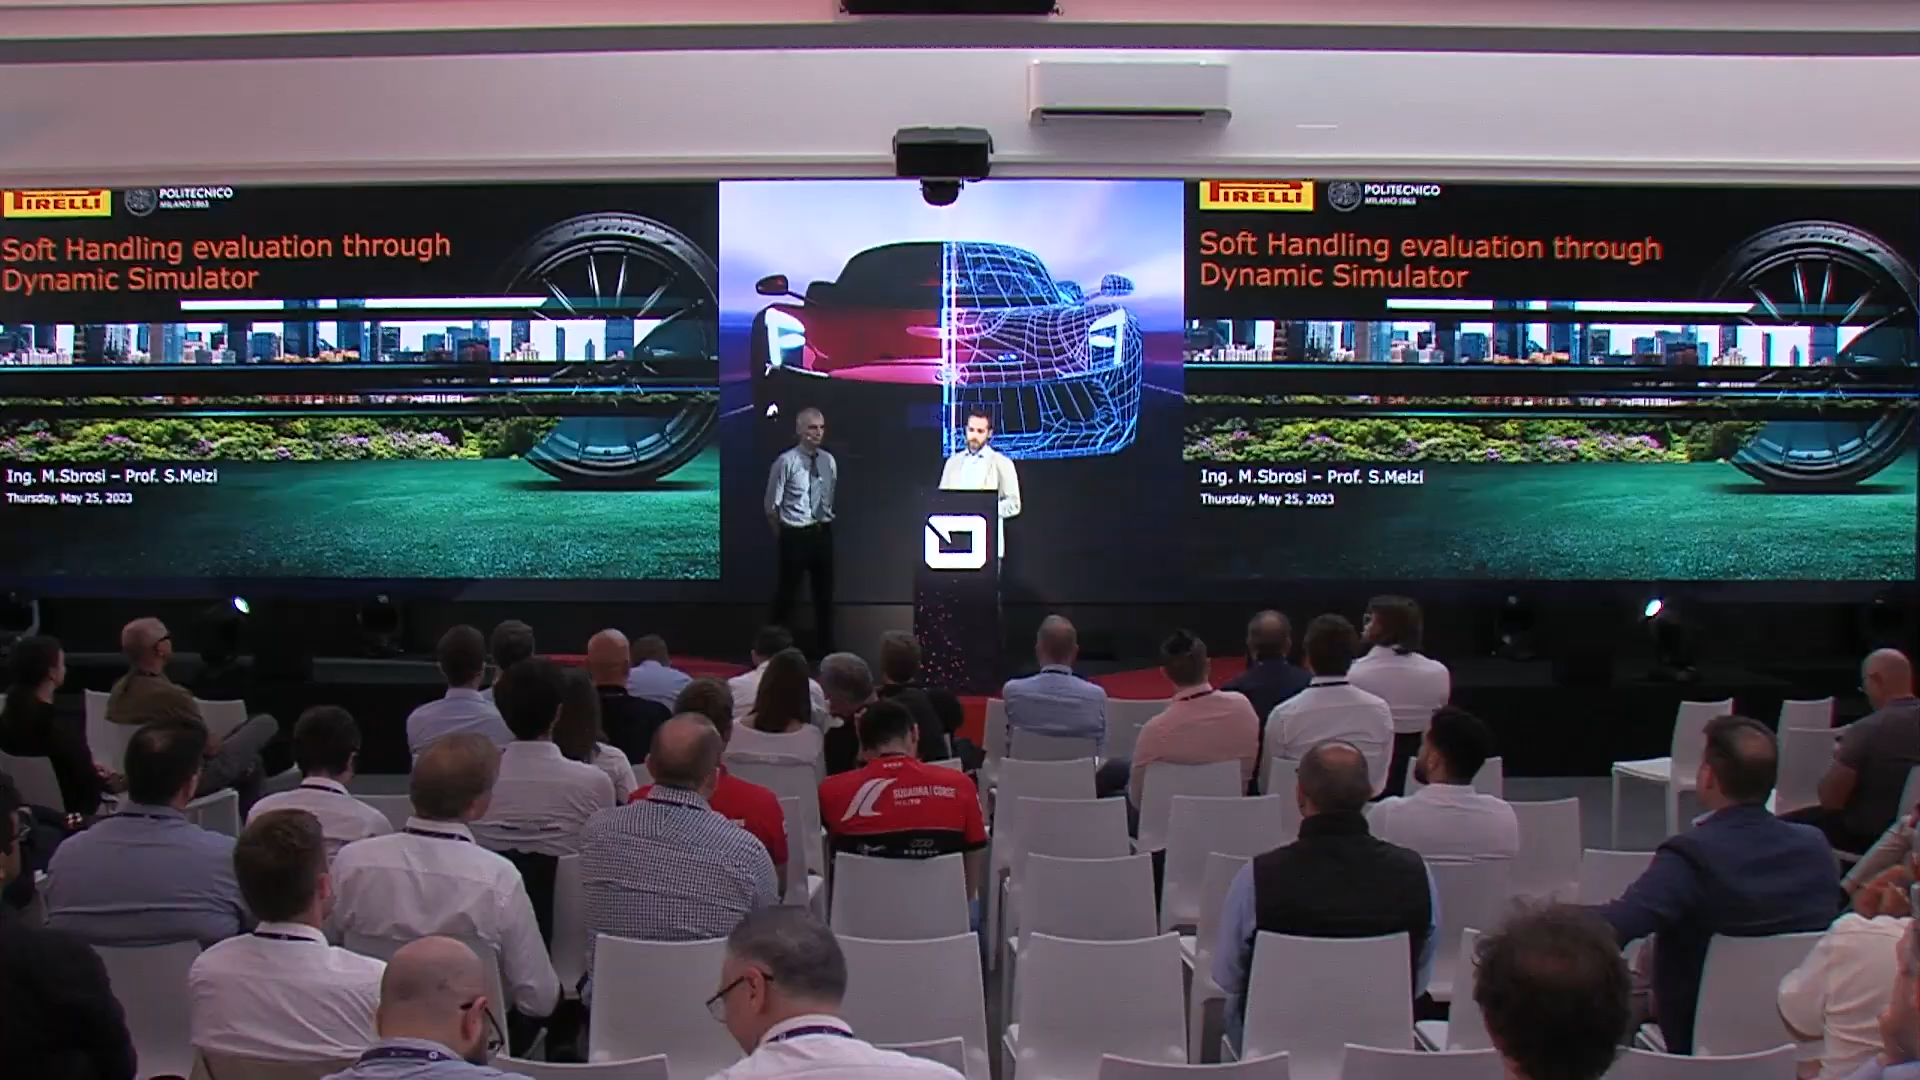 PIRELLI
POLITECNICO
MILANO 1863
Soft Handling evaluation through
Dynamic Simulator
Ing. M.Sbrosi – Prof. S.Melzi
Thursday, May 25, 2023
PIRELLI
POLITECNICO
MILANO 1863
Soft Handling evaluation through
Dynamic Simulator
Ing. M.Sbrosi – Prof. S.Melzi
Thursday, May 25, 2023
SQUADRA CORSE